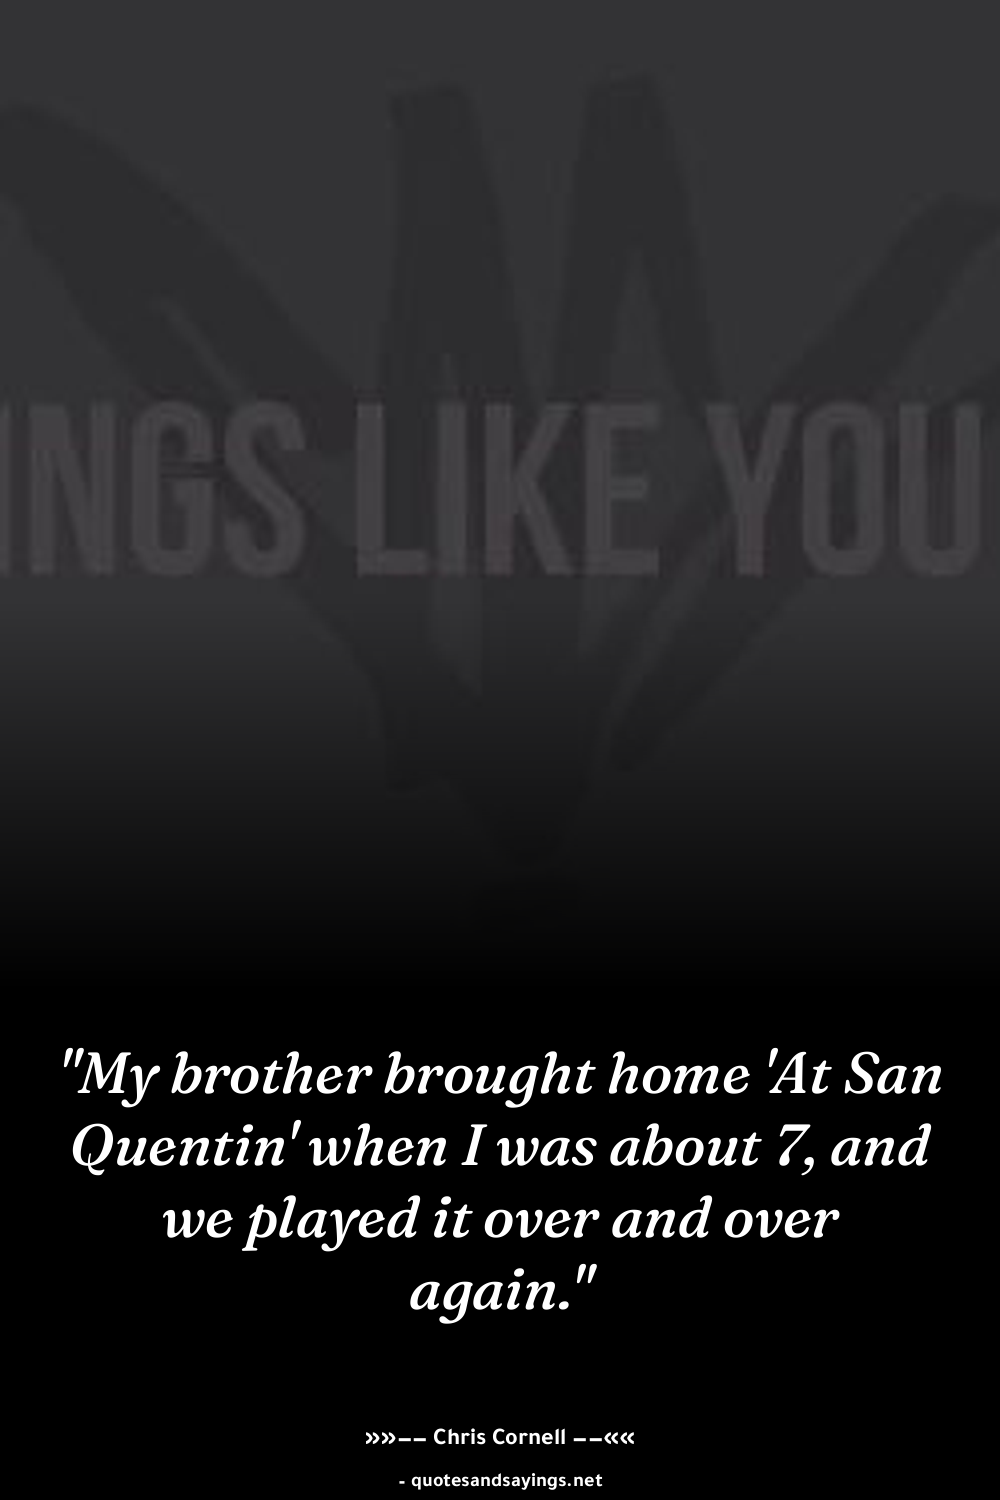 INGS LIKE YOU
"My brother brought home 'At San
Quentin' when I was about 7, and
we played it over and over
again."
»»–– Chris Cornell ––««
- quotesandsayings.net